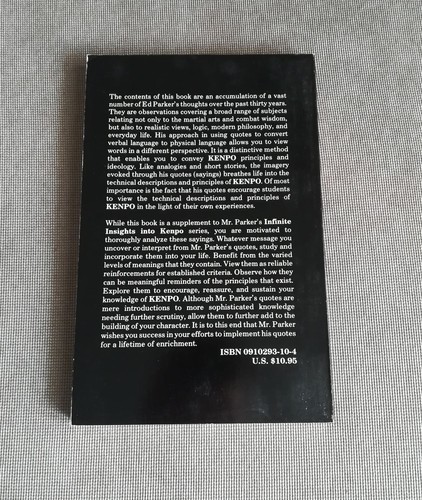 The contents of this book are an accumulation of a vast
number of Ed Parker's thoughts over the past thirty years.
They are observations covering a broad range of subjects
relating not only to the martial arts and combat wisdom,
but also to realistic views, logic, modern philosophy, and
everyday life. His approach in using quotes to convert
verbal language to physical language allows you to view
words in a different perspective. It is a distinctive method
that enables you to convey KENPO principles and
ideology. Like analogies and short stories, the imagery
evoked through his quotes (sayings) breathes life into the
technical descriptions and principles of KENPO. Of most
importance is the fact that his quotes encourage students
to view the technical descriptions and principles of
KENPO in the light of their own experiences.
While this book is a supplement to Mr. Parker's Infinite
Insights into Kenpo series, you are motivated to
thoroughly analyze these sayings. Whatever message you
uncover or interpret from Mr. Parker's quotes, study and
incorporate them into your life. Benefit from the varied
levels of meanings that they contain. View them as reliable
reinforcements for established criteria. Observe how they
can be meaningful reminders of the principles that exist.
Explore them to encourage, reassure, and sustain your
knowledge of KENPO. Although Mr. Parker's quotes are
mere introductions to more sophisticated knowledge
needing further scrutiny, allow them to further add to the
building of your character. It is to this end that Mr. Parker
wishes you success in your efforts to implement his quotes
for a lifetime of enrichment.
ISBN 0910293-10-4
U.S. $10.95